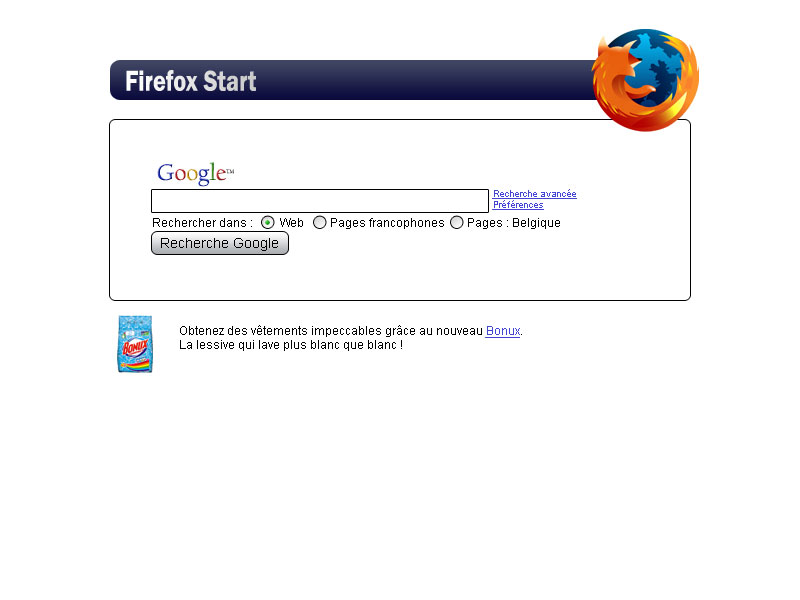 Firefox Start
Google™
Recherche avancée
Préférences
Rechercher dans : Web Pages francophones Pages : Belgique
Recherche Google
BONUX
Obtenez des vêtements impeccables grâce au nouveau Bonux.
La lessive qui lave plus blanc que blanc !